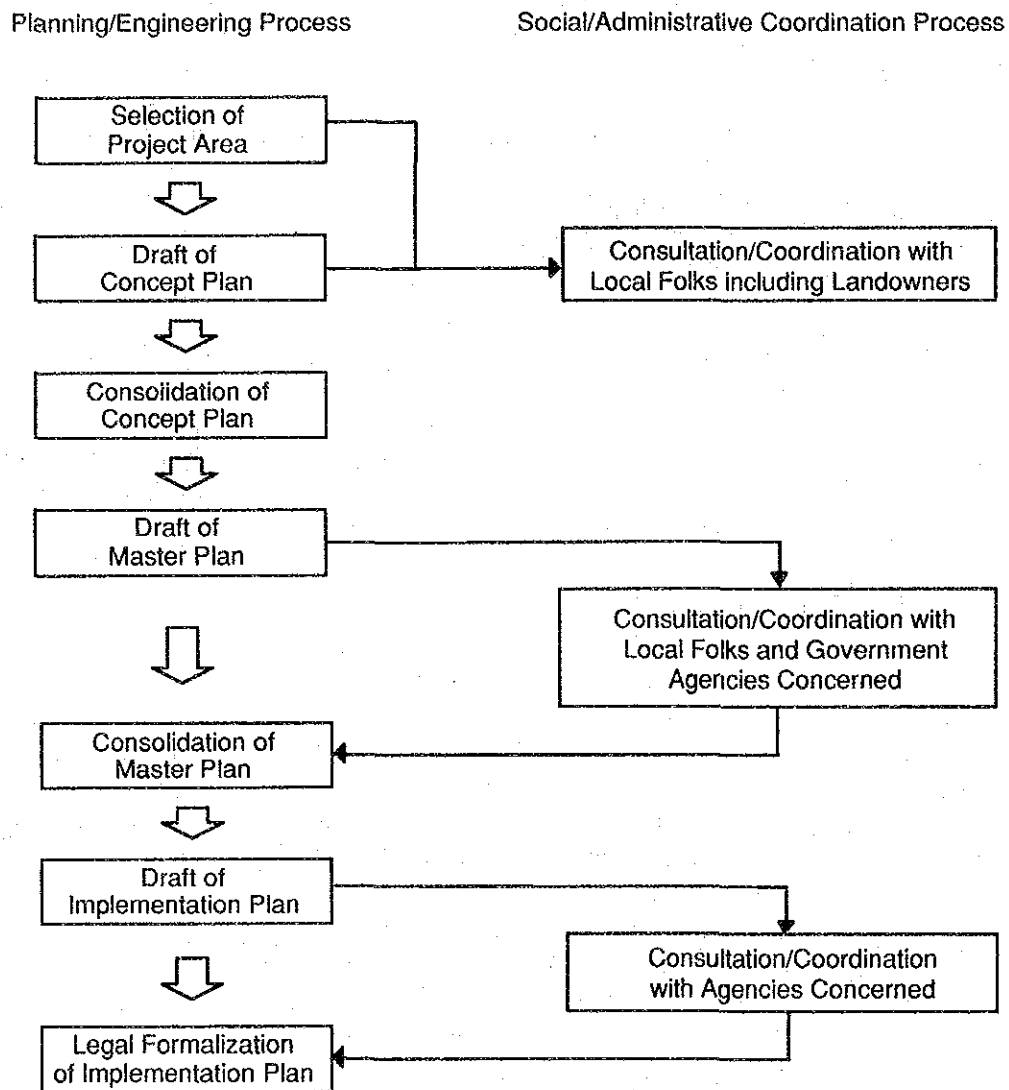 Planning/Engineering Process
Social/Administrative Coordination Process
Selection of
Project Area
Draft of
Concept Plan
Consultation/Coordination with
Local Folks including Landowners
Consolidation of
Concept Plan
Draft of
Master Plan
Consultation/Coordination with
Local Folks and Government
Agencies Concerned
Consolidation of
Master Plan
Draft of
Implementation Plan
Consultation/Coordination
with Agencies Concerned
Legal Formalization
of Implementation Plan